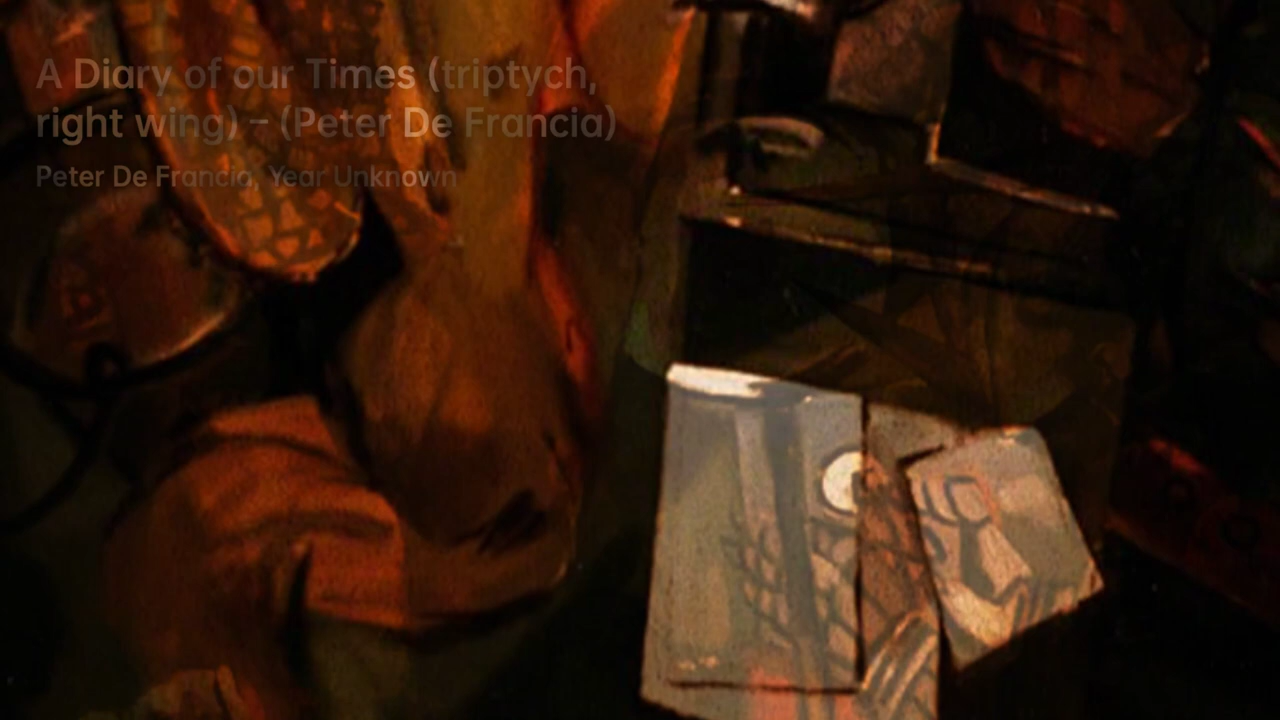 A Diary of our Times (triptych,
right wing) – (Peter De Francia)
Peter De Francia, Year Unknown